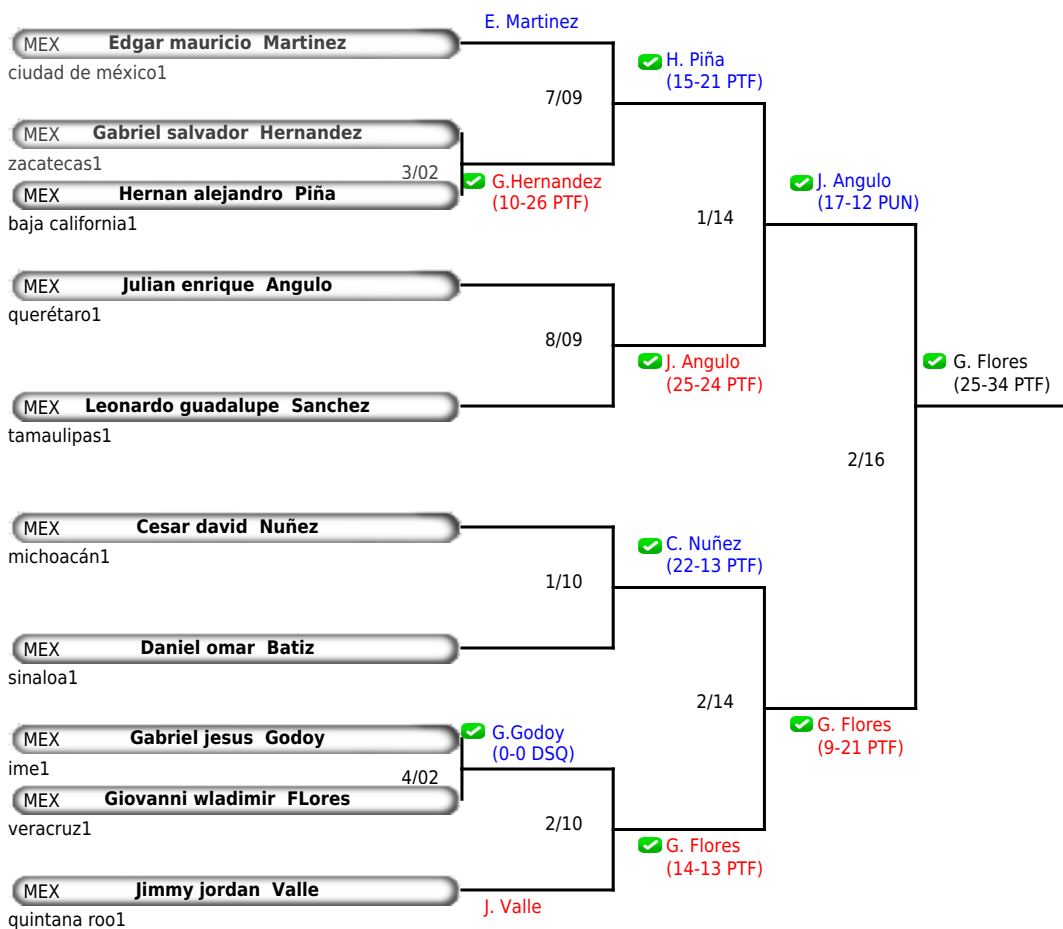 E. Martinez
MEX Edgar mauricio Martinez
ciudad de méxico1
H. Piña
(15-21 PTF)
7/09
MEX Gabriel salvador Hernandez
zacatecas1
3/02
MEX Hernan alejandro Piña
baja california1
G.Hernandez
(10-26 PTF)
J. Angulo
(17-12 PUN)
1/14
MEX Julian enrique Angulo
querétaro1
8/09
J. Angulo
(25-24 PTF)
G. Flores
(25-34 PTF)
MEX Leonardo guadalupe Sanchez
tamaulipas1
2/16
MEX Cesar david Nuñez
michoacán1
C. Nuñez
(22-13 PTF)
1/10
MEX Daniel omar Batiz
sinaloa1
2/14
G. Flores
(9-21 PTF)
MEX Gabriel jesus Godoy
ime1
G.Godoy
(0-0 DSQ)
4/02
MEX Giovanni wladimir FLores
veracruz1
2/10
G. Flores
(14-13 PTF)
MEX Jimmy jordan Valle
quintana roo1
J. Valle